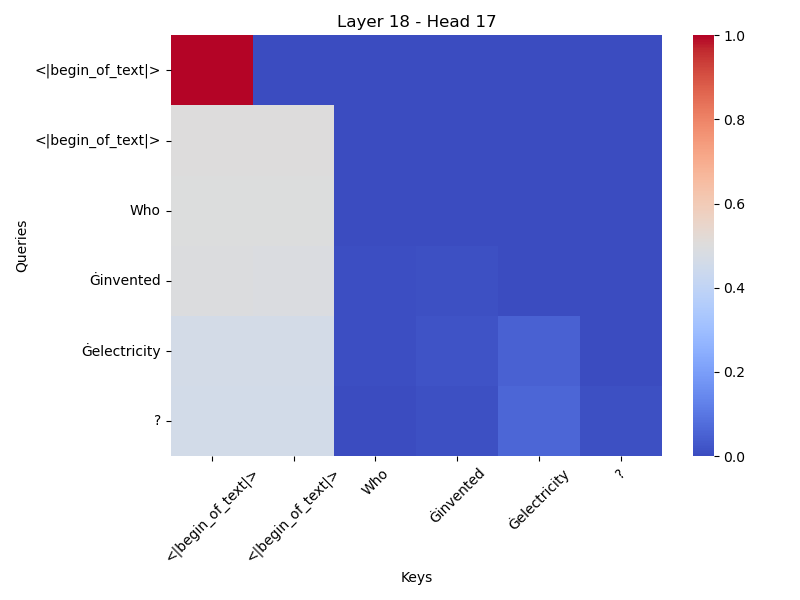 Layer 18 - Head 17
<|begin_of_text|>
<|begin_of_text|>
Who
Ġinvented
Ġelectricity
?
Queries
<|begin_of_text|>
<|begin_of_text|>
Who
Ġinvented
Ġelectricity
?
Keys
1.0
0.8
0.6
0.4
0.2
0.0